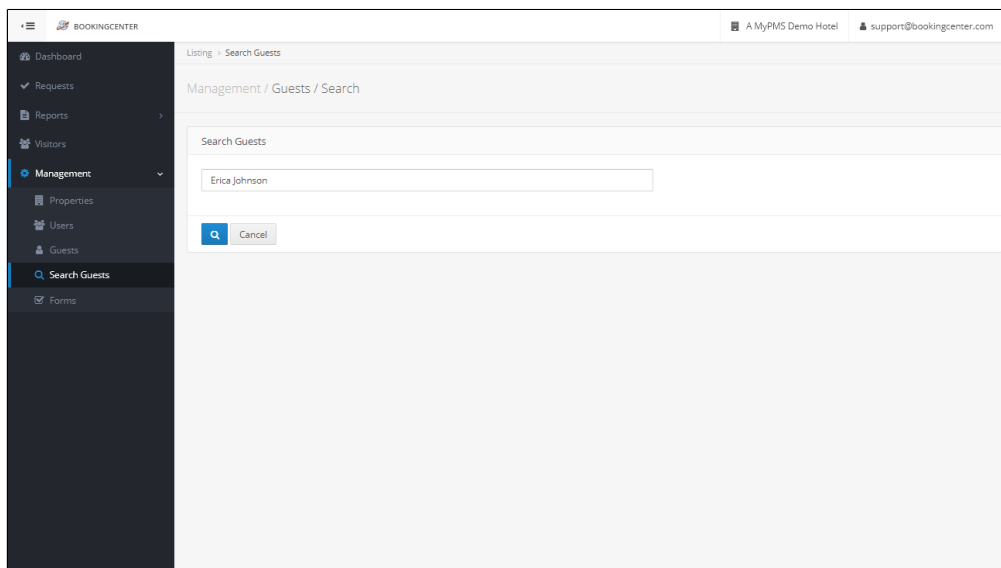 BOOKINGCENTER
A MyPMS Demo Hotel
support@bookingcenter.com
Dashboard
Requests
Reports
Visitors
Management
Properties
Users
Guests
Search Guests
Forms
Listing > Search Guests
Management / Guests / Search
Search Guests
Erica Johnson
Cancel